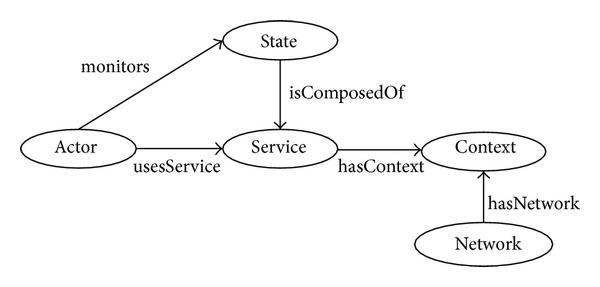 State
monitors
isComposedOf
Actor
Service
Context
usesService
hasContext
hasNetwork
Network